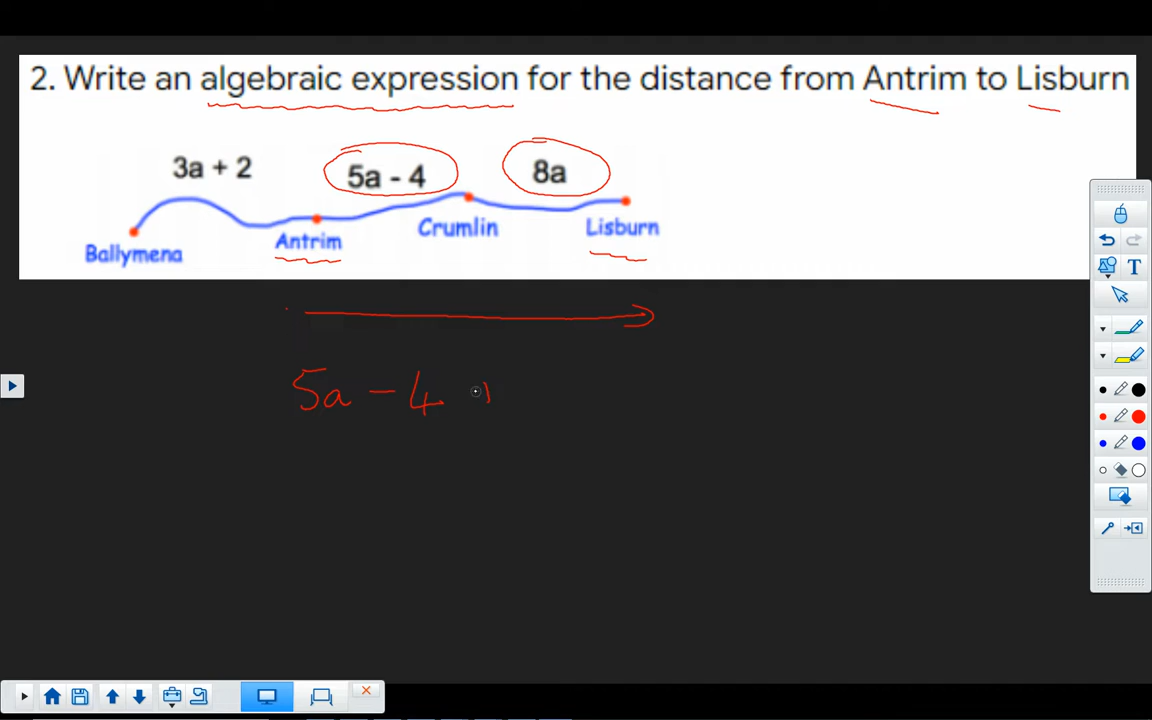 2. Write an algebraic expression for the distance from Antrim to Lisburn
3a + 2
5a - 4
8a
Ballymena
Antrim
Crumlin
Lisburn
5a - 4
T